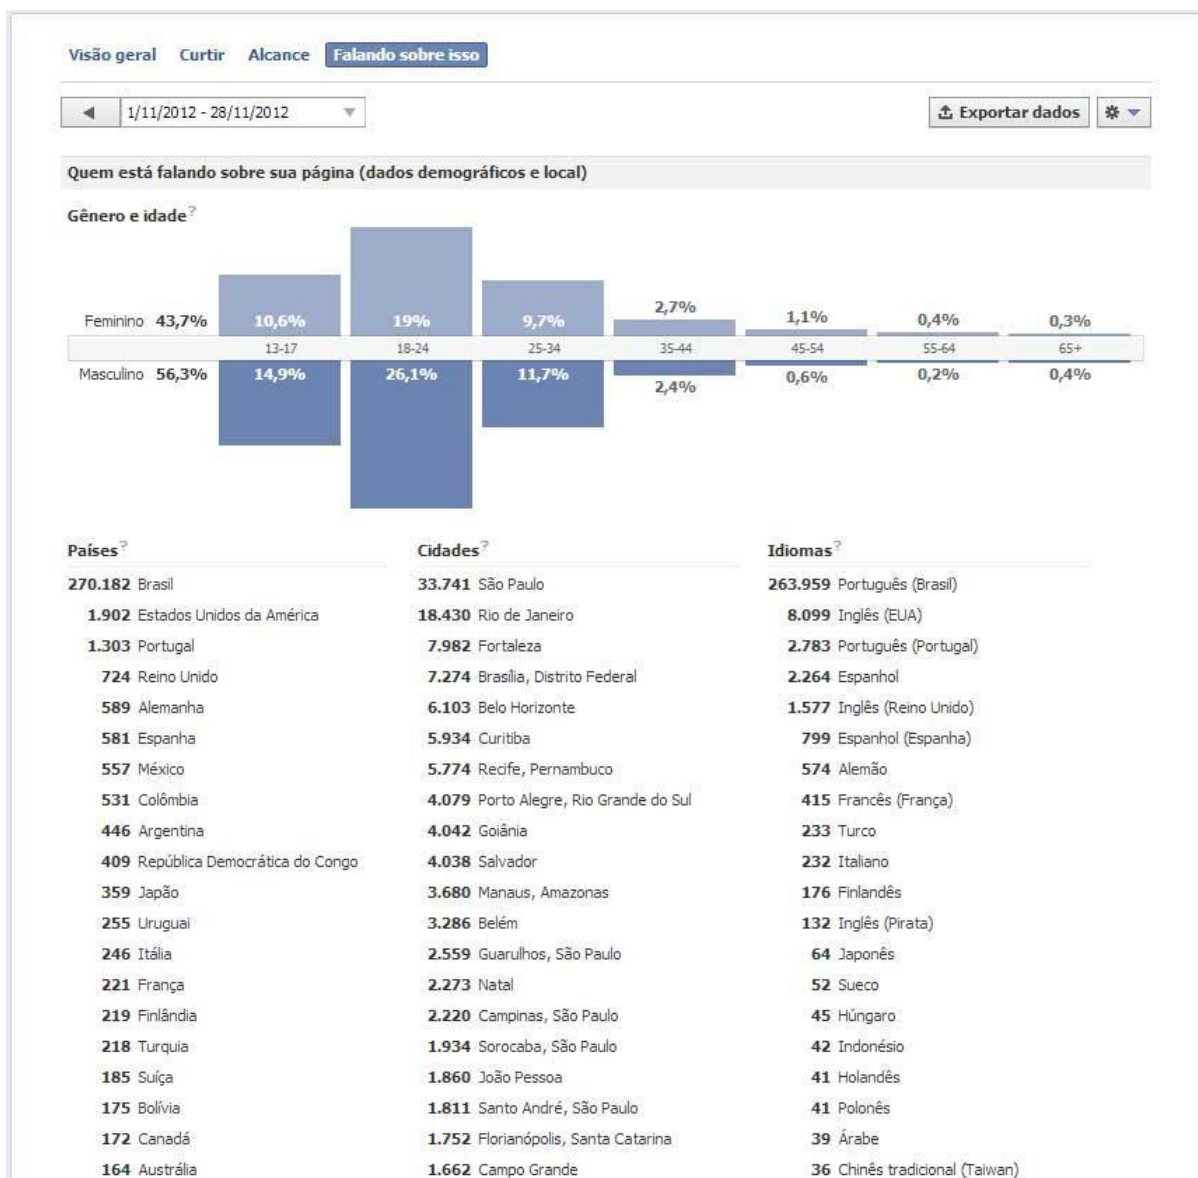 Visão geral Curtir Alcance Falando sobre isso
1/11/2012 - 28/11/2012 Exportar dados
Quem está falando sobre sua página (dados demográficos e local)
Gênero e idade?
Feminino 43,7% 10,6% 19% 9,7% 2,7% 1,1% 0,4% 0,3%
13-17 18-24 25-34 35-44 45-54 55-64 65+
Masculino 56,3% 14,9% 26,1% 11,7% 2,4% 0,6% 0,2% 0,4%
Países?
270.182 Brasil
1.902 Estados Unidos da América
1.303 Portugal
724 Reino Unido
589 Alemanha
581 Espanha
557 México
531 Colômbia
446 Argentina
409 República Democrática do Congo
359 Japão
255 Uruguai
246 Itália
221 França
219 Finlândia
218 Turquia
185 Suíça
175 Bolívia
172 Canadá
164 Austrália
Cidades?
33.741 São Paulo
18.430 Rio de Janeiro
7.982 Fortaleza
7.274 Brasília, Distrito Federal
6.103 Belo Horizonte
5.934 Curitiba
5.774 Recife, Pernambuco
4.079 Porto Alegre, Rio Grande do Sul
4.042 Goiânia
4.038 Salvador
3.680 Manaus, Amazonas
3.286 Belém
2.559 Guarulhos, São Paulo
2.273 Natal
2.220 Campinas, São Paulo
1.934 Sorocaba, São Paulo
1.860 João Pessoa
1.811 Santo André, São Paulo
1.752 Florianópolis, Santa Catarina
1.662 Campo Grande
Idiomas?
263.959 Português (Brasil)
8.099 Inglês (EUA)
2.783 Português (Portugal)
2.264 Espanhol
1.577 Inglês (Reino Unido)
799 Espanhol (Espanha)
574 Alemão
415 Francês (França)
233 Turco
232 Italiano
176 Finlandês
132 Inglês (Pirata)
64 Japonês
52 Sueco
45 Húngaro
42 Indonésio
41 Holandês
41 Polonês
39 Árabe
36 Chinês tradicional (Taiwan)